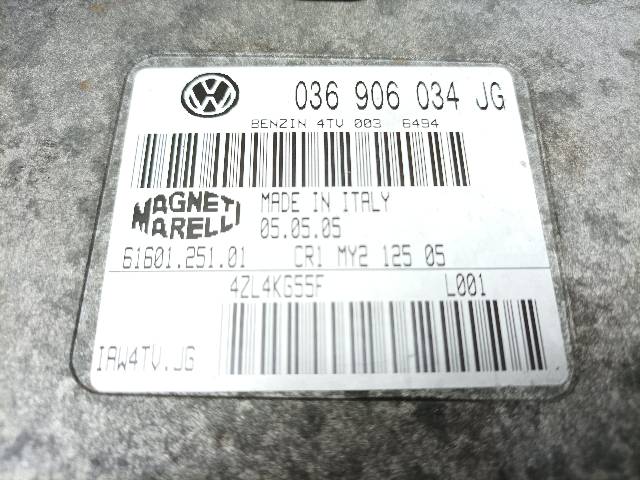 VW 036 906 034 JG
BENZIN 4TV 003 6494
MAGNETI MARELLI
MADE IN ITALY
05.05.05
61601.251.01 CR1 MY2 125 05
4ZL4KG55F L001
IAW4TV.JG